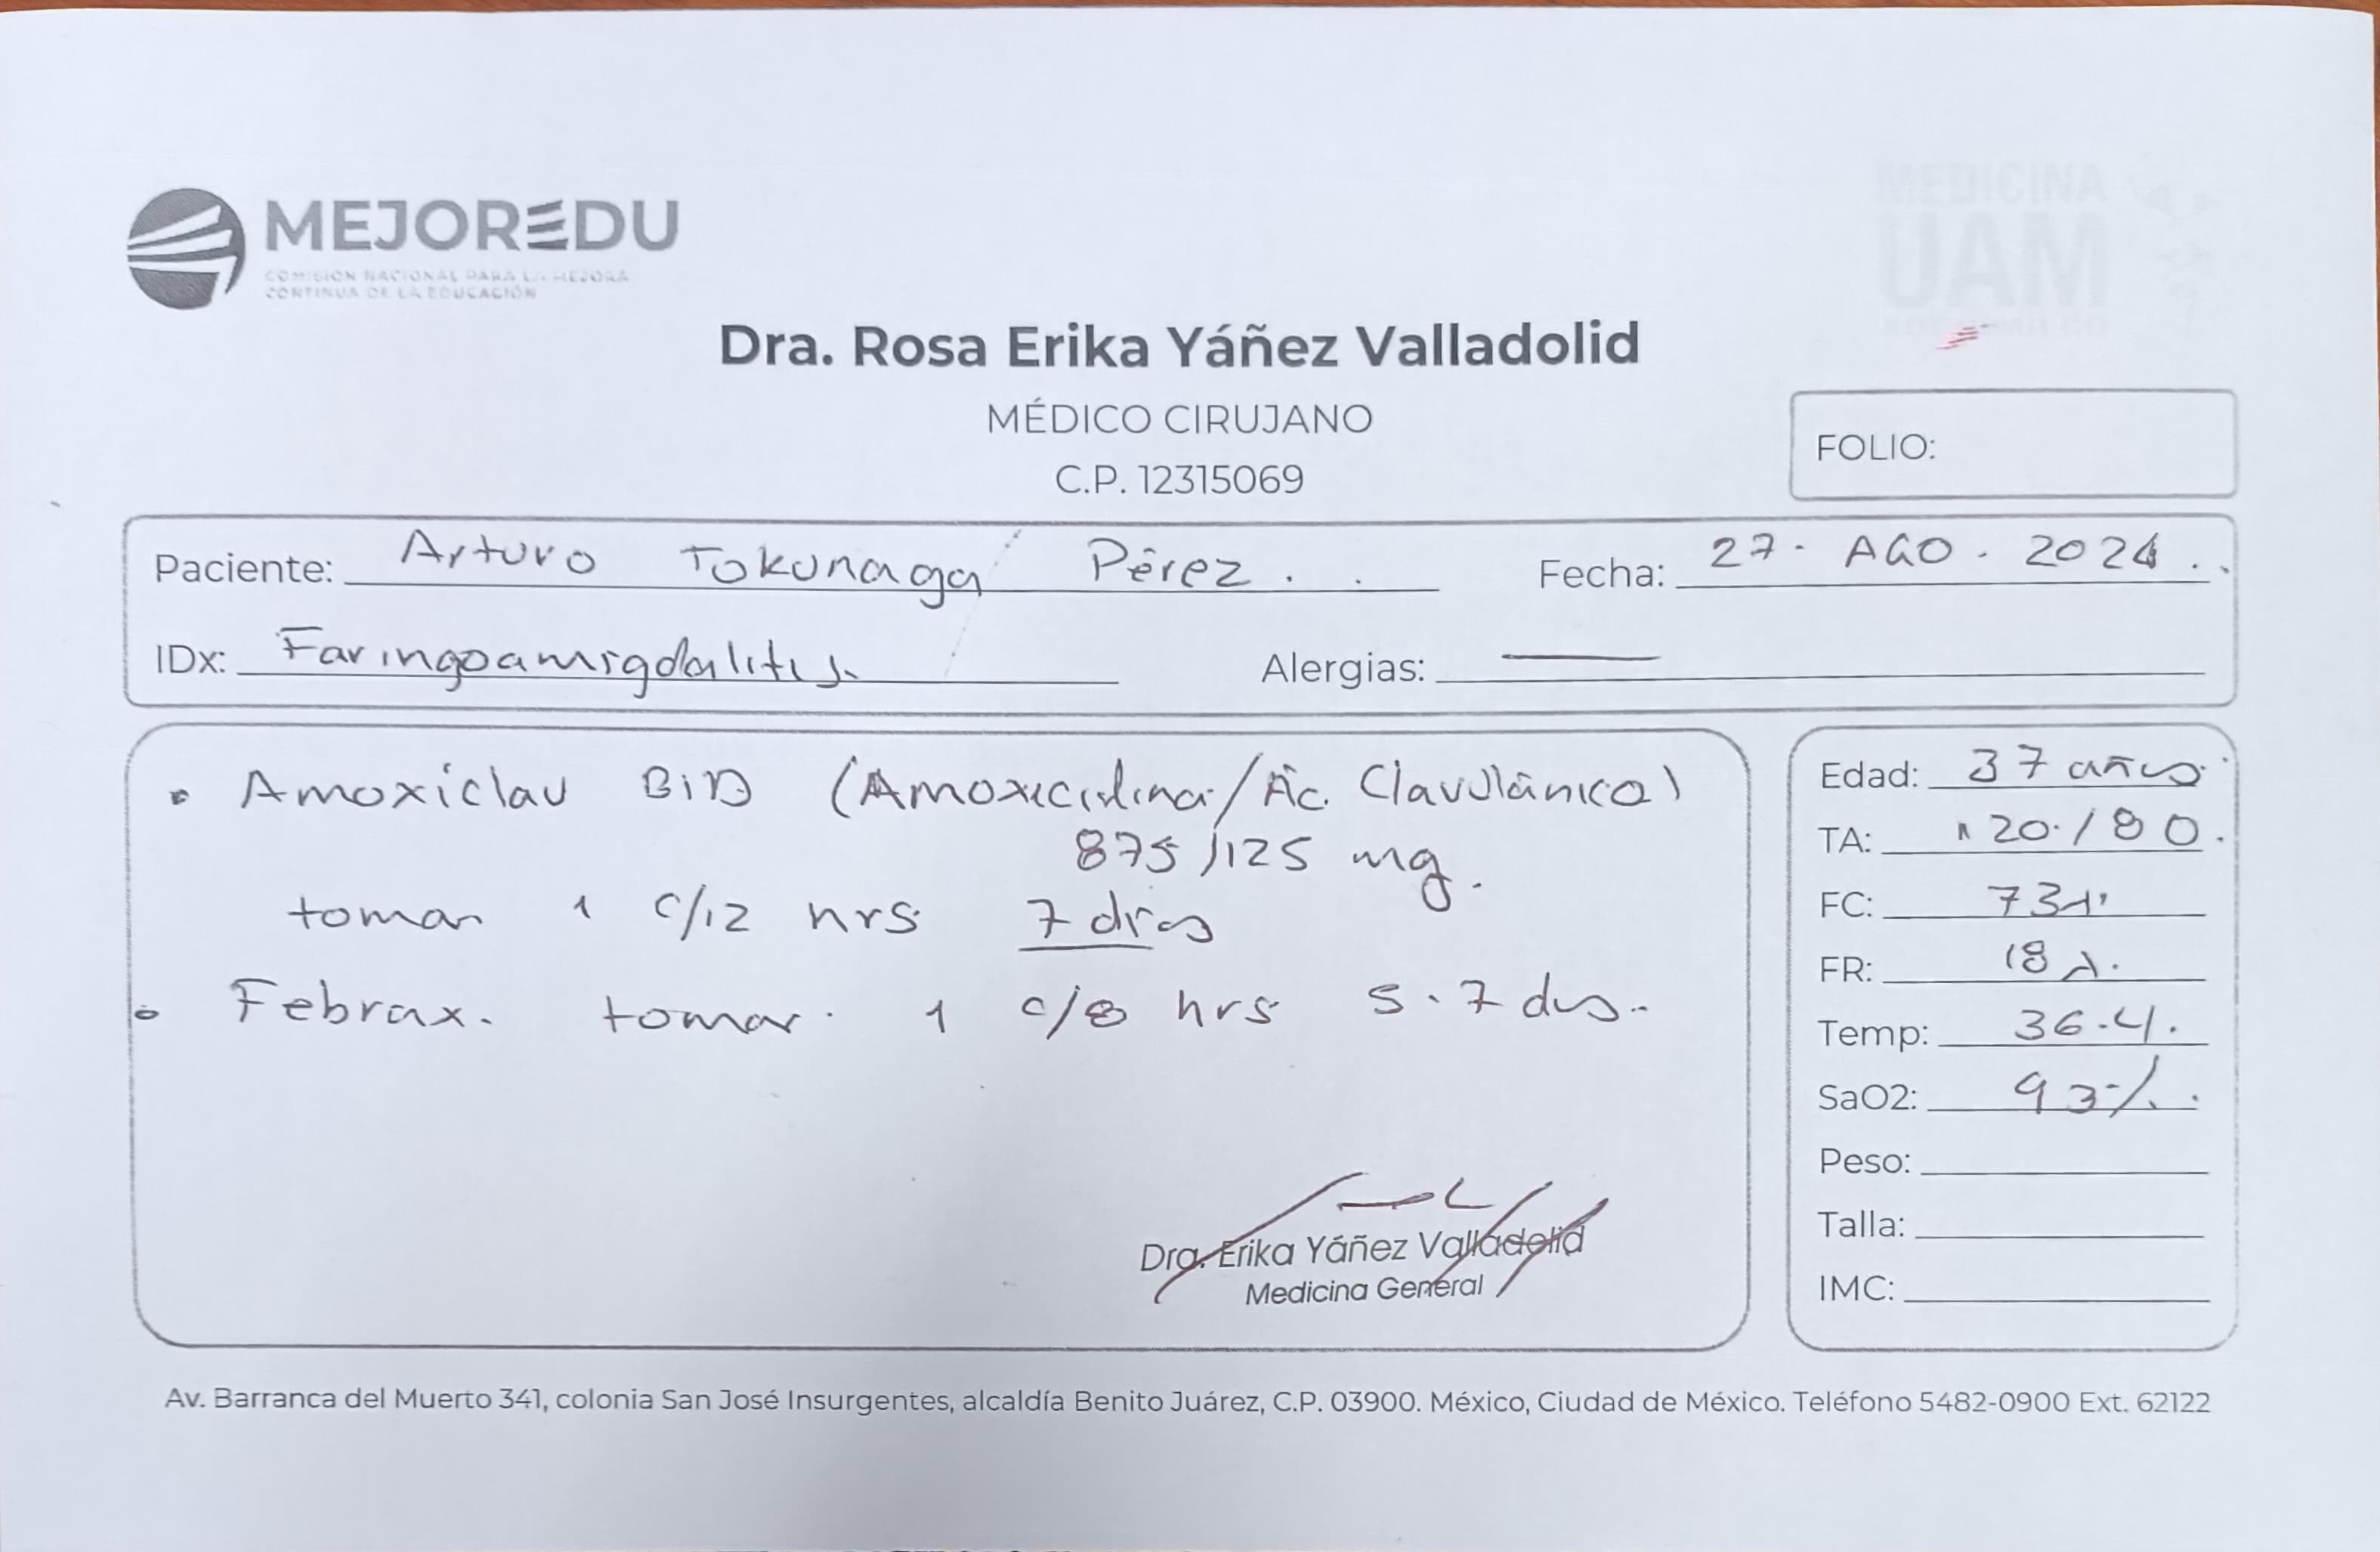 MEJOREDU
COMISIÓN NACIONAL PARA LA MEJORA
CONTINUA DE LA EDUCACIÓN
MEDICINA
UAM
Dra. Rosa Erika Yáñez Valladolid
MÉDICO CIRUJANO
C.P. 12315069
FOLIO:
Paciente: Arturo Tokunaga Pérez. Fecha: 27. AGO. 2024.
IDx: Faringoamigdalitis. Alergias: —
• Amoxiclav BID (Amoxicilina/Ác. Clavulánico)
875/125 mg.
tomar 1 c/12 hrs 7 días
• Febrax. tomar 1 c/8 hrs 5-7 días.
Edad: 37 años
TA: 120/80.
FC: 73
FR: 18
Temp: 36.4.
SaO2: 93%.
Peso:
Talla:
IMC:
Dra. Erika Yáñez Valladolid
Medicina General
Av. Barranca del Muerto 341, colonia San José Insurgentes, alcaldía Benito Juárez, C.P. 03900. México, Ciudad de México. Teléfono 5482-0900 Ext. 62122